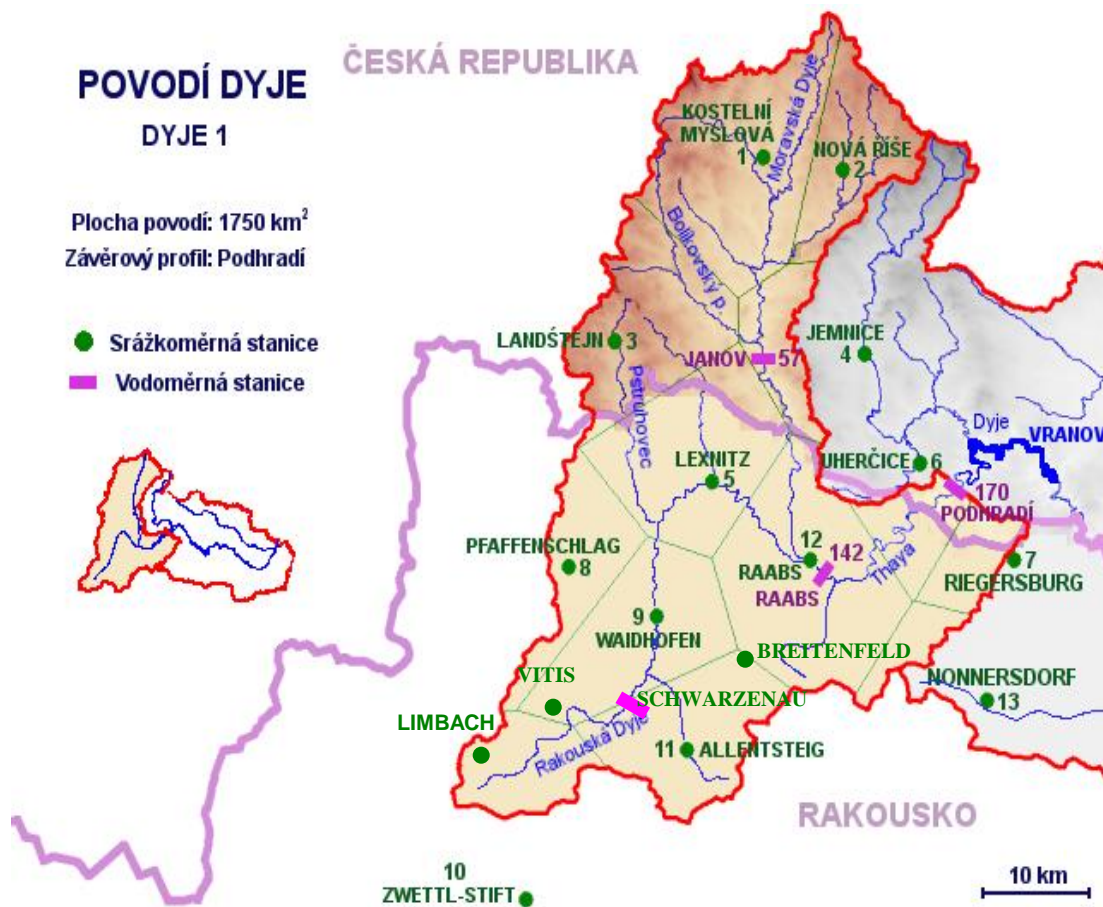 POVODÍ DYJE
DYJE 1
Plocha povodí: 1750 km²
Závěrový profil: Podhradí
Srážkoměrná stanice
Vodoměrná stanice
ČESKÁ REPUBLIKA
KOSTELNÍ
MYSLOVÁ
1
Moravská Dyje
NOVÁ ŘÍŠE
2
Bolíkovský p.
LANDŠTEJN
3
JANOV
57
JEMNICE
4
Pstruhovec
Dyje
VRANOV
LEXNITZ
5
UHERČICE
6
170
PODHRADÍ
PFAFFENSCHLAG
8
12
RAABS
142
RAABS
Thaya
7
RIEGERSBURG
9
WAIDHOFEN
BREITENFELD
VITIS
SCHWARZENAU
NONNERSDORF
13
LIMBACH
Rakouská Dyje
11
ALLENTSTEIG
RAKOUSKO
10
ZWETTL-STIFT
10 km